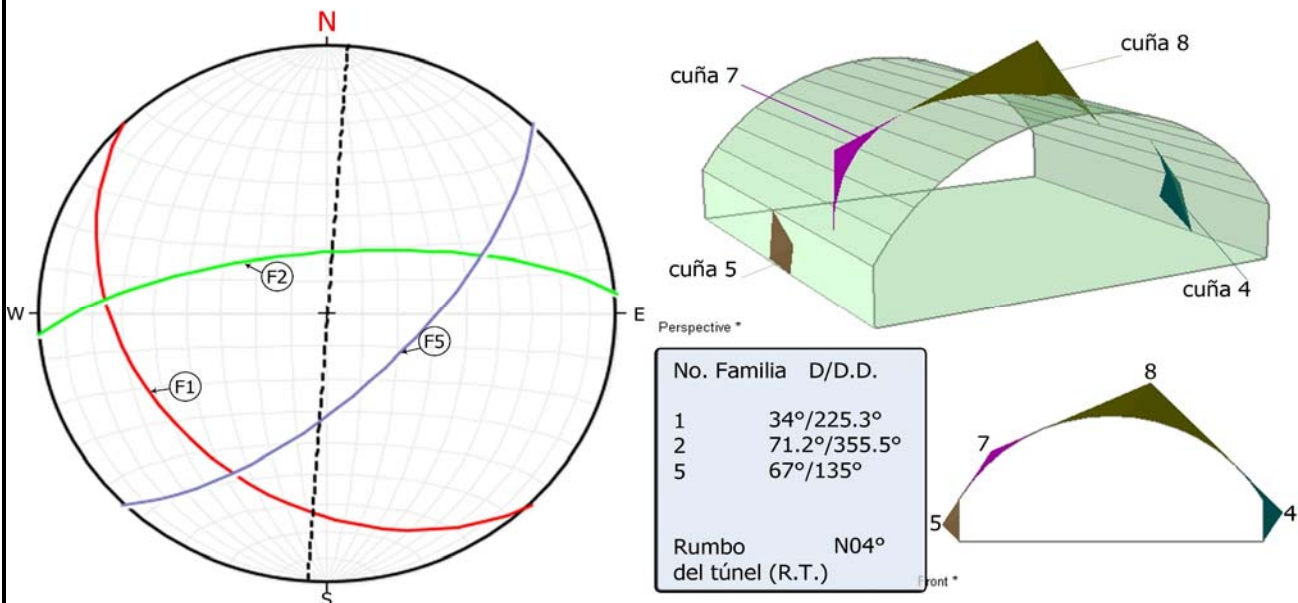 N
W
E
S
F2
F5
F1
cuña 8
cuña 7
cuña 5
cuña 4
Perspective *
No. Familia D/D.D.
1 34°/225.3°
2 71.2°/355.5°
5 67°/135°
Rumbo N04°
del túnel (R.T.)
8
7
5
4
Front *